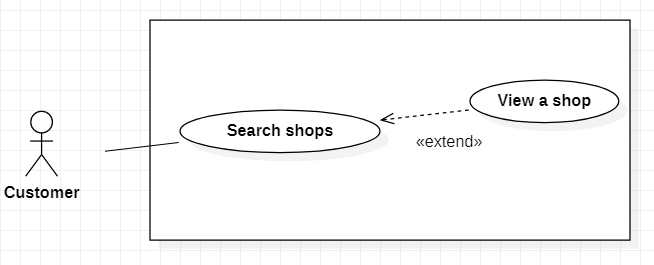 View a shop
Search shops
«extend»
Customer